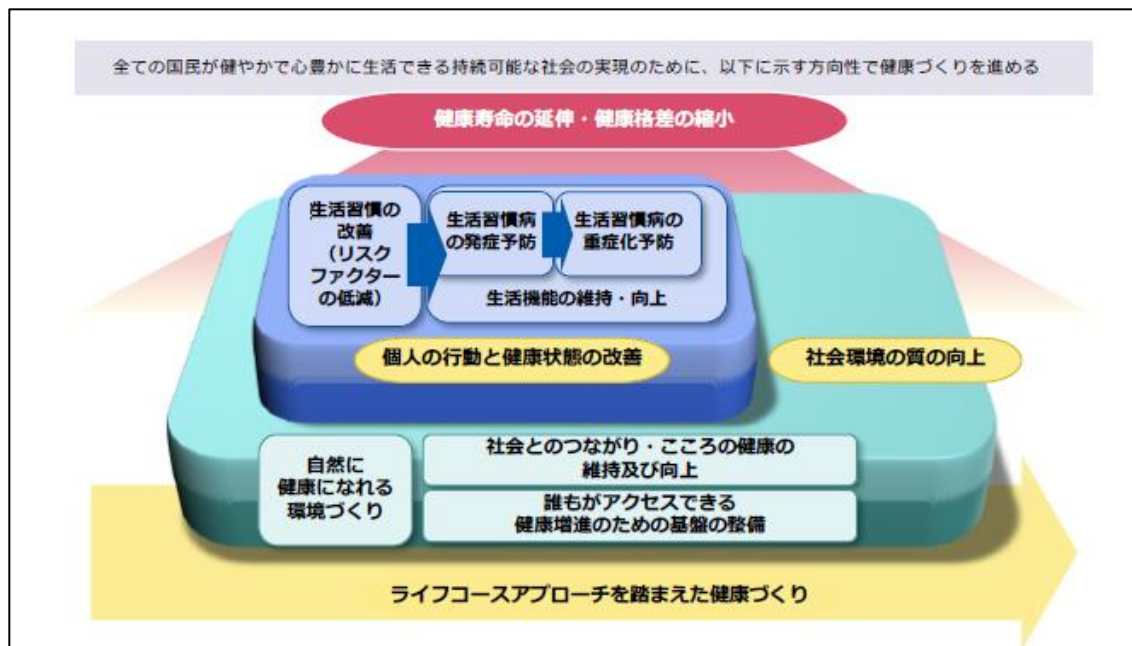 全ての国民が健やかで心豊かに生活できる持続可能な社会の実現のために、以下に示す方向性で健康づくりを進める
健康寿命の延伸・健康格差の縮小
生活習慣の
改善
（リスク
ファクター
の低減）
生活習慣病
の発症予防
生活習慣病の
重症化予防
生活機能の維持・向上
個人の行動と健康状態の改善
社会環境の質の向上
自然に
健康になれる
環境づくり
社会とのつながり・こころの健康の
維持及び向上
誰もがアクセスできる
健康増進のための基盤の整備
ライフコースアプローチを踏まえた健康づくり